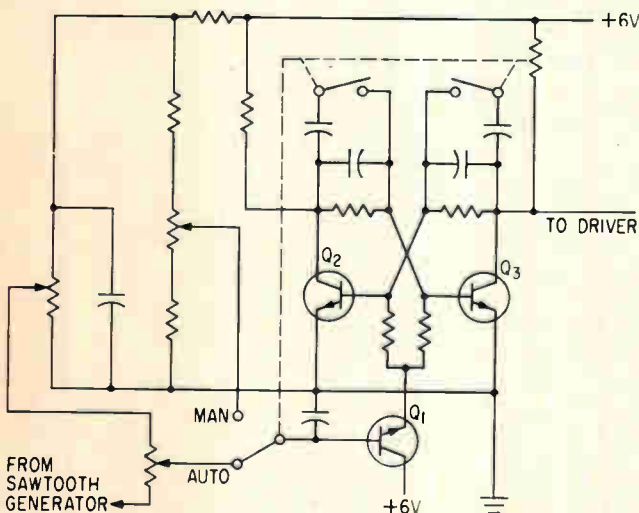 +6V
TO DRIVER
Q2
Q3
MAN
Q1
AUTO
FROM
SAWTOOTH
GENERATOR
+6V